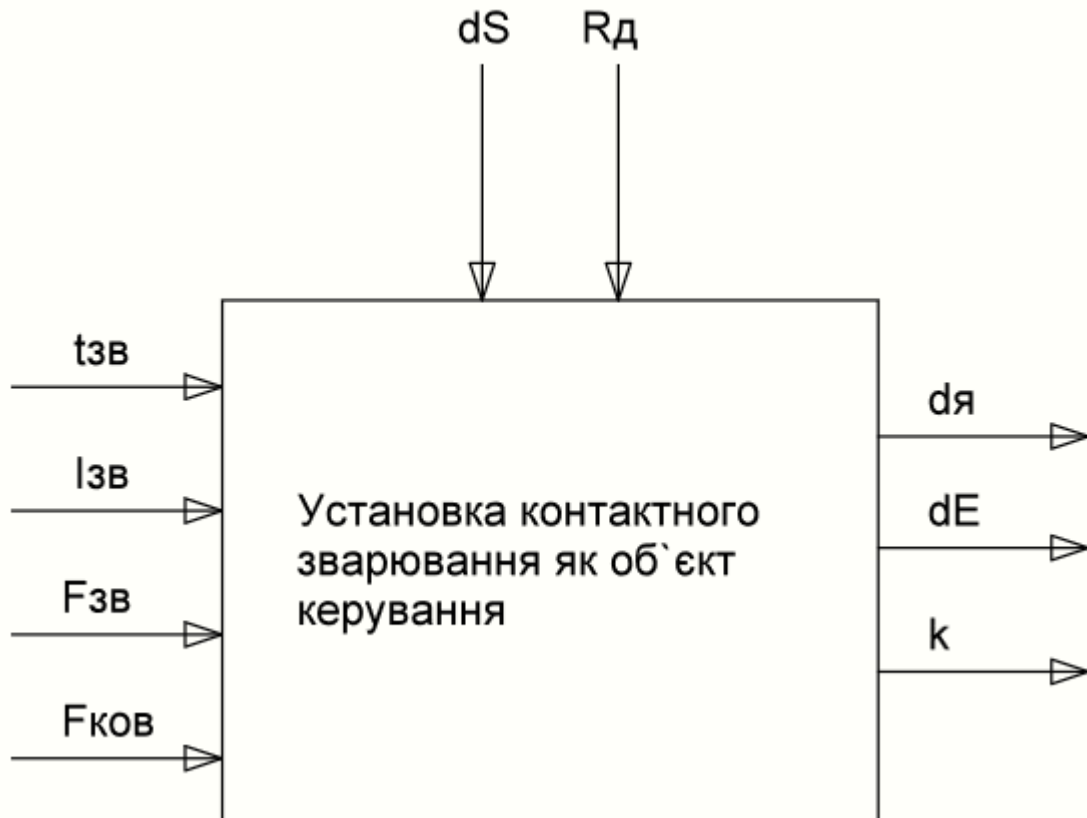 dS Rд
tзв
Iзв
Fзв
Fков
Установка контактного
зварювання як об`єкт
керування
dя
dE
k